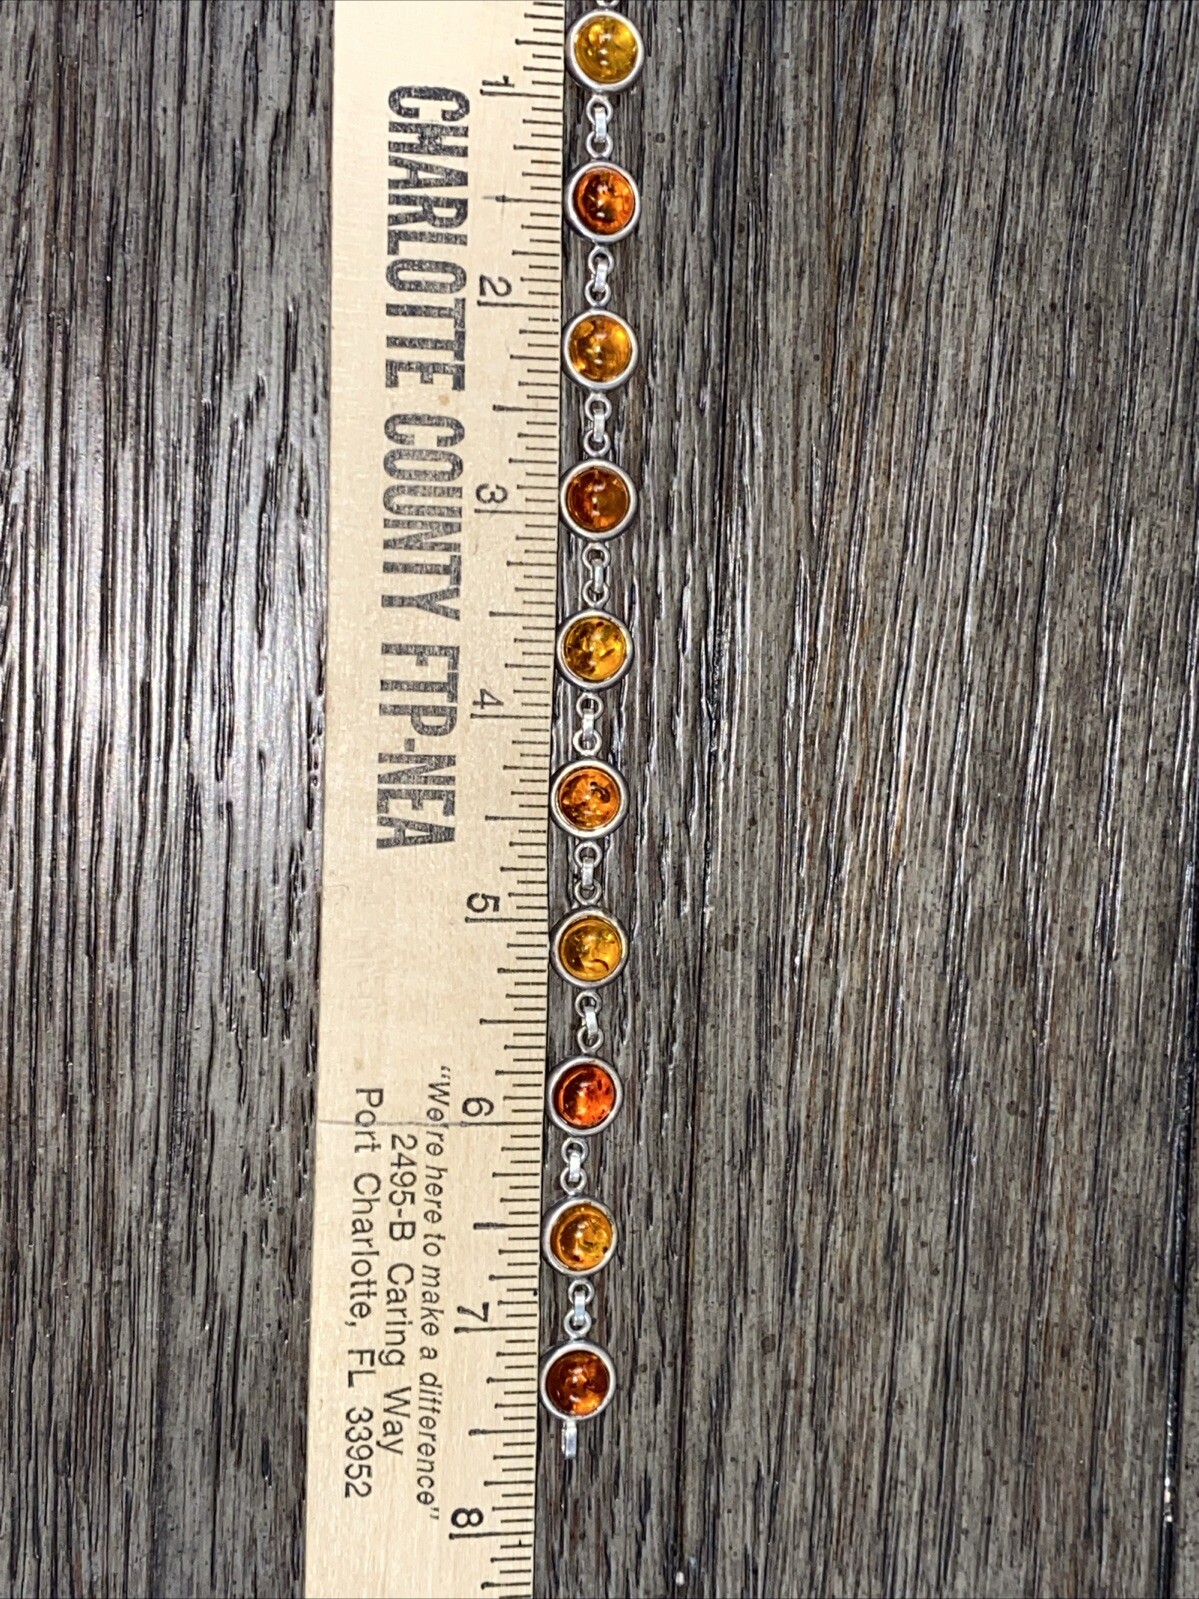 CHARLOTTE COUNTY FTP-NEA
"We're here to make a difference"
2495-B Caring Way
Port Charlotte, FL 33952
1
2
3
4
5
6
7
8